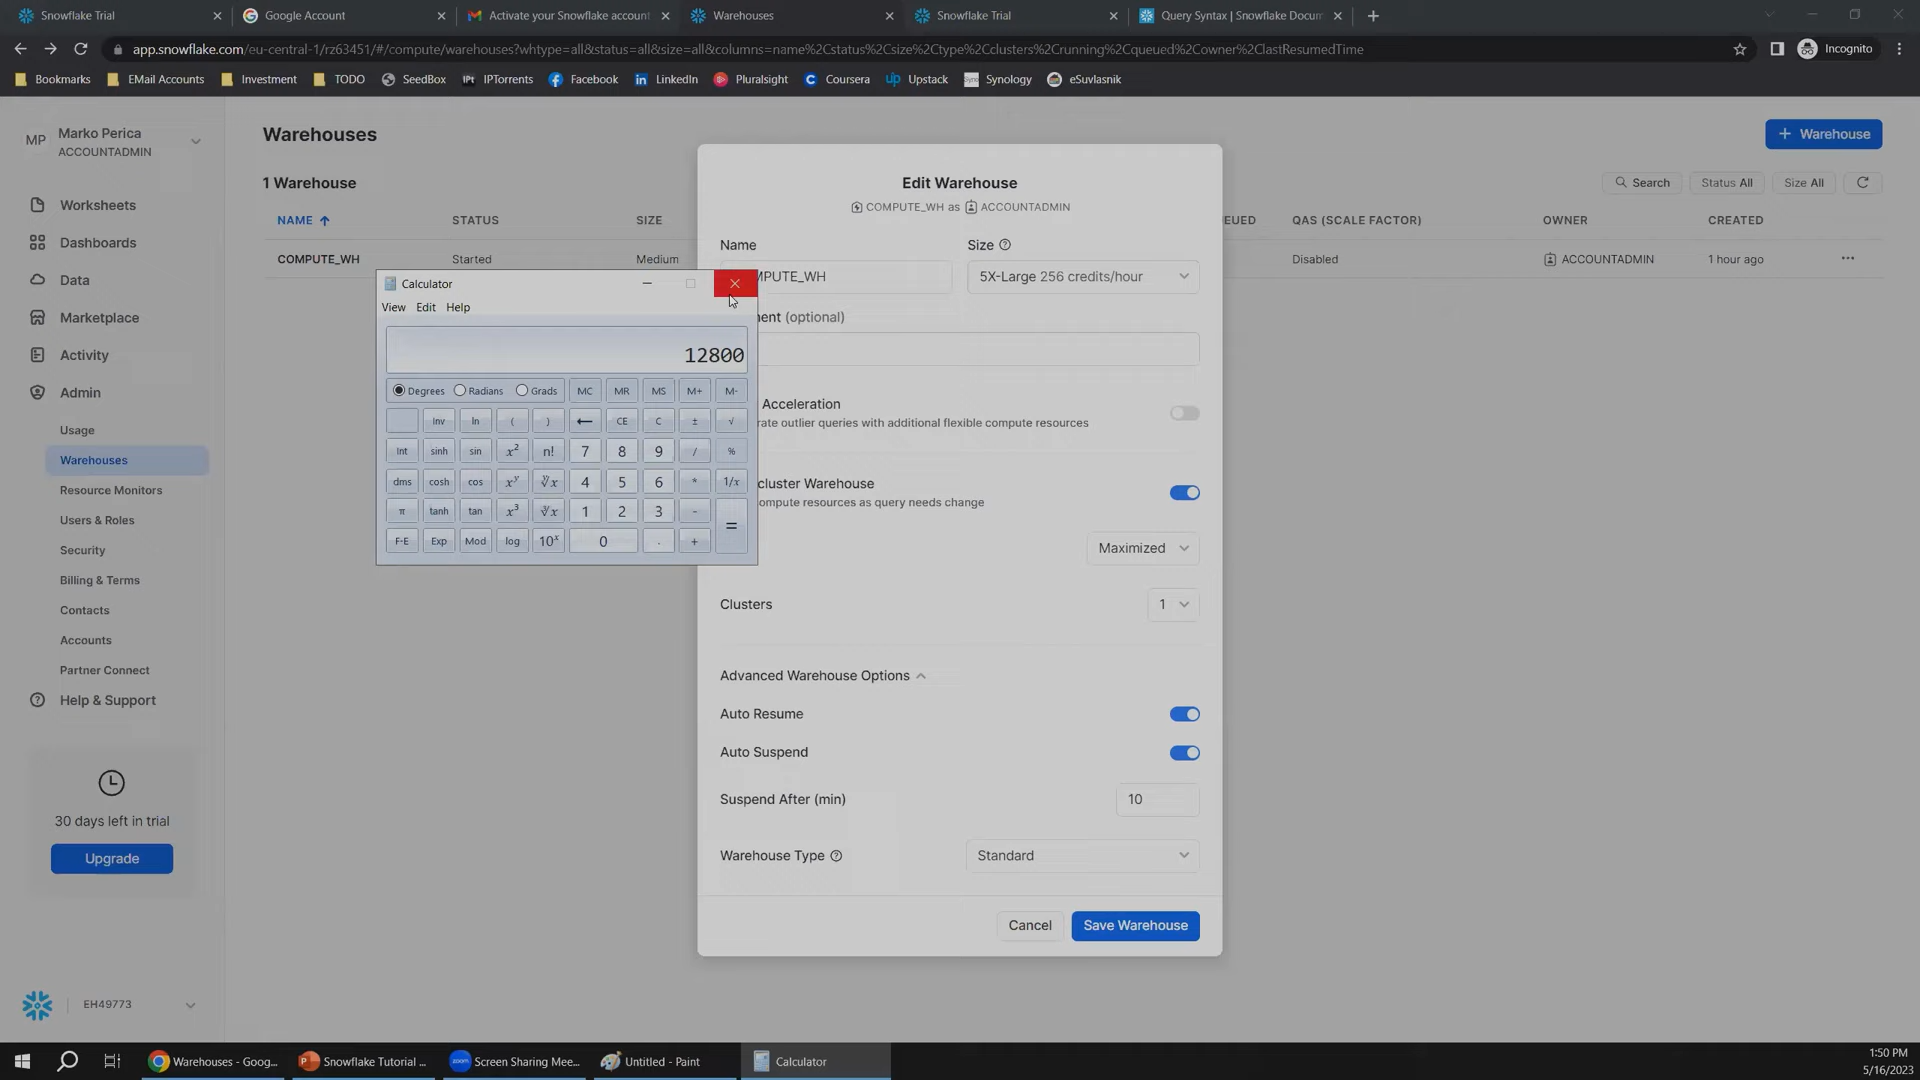 Snowflake Trial
Google Account
Activate your Snowflake account
Warehouses
Snowflake Trial
Query Syntax | Snowflake Docum
app.snowflake.com/eu-central-1/rz63451/#/compute/warehouses?whtype=all&status=all&size=all&columns=name%2Cstatus%2Csize%2Ctype%2Cclusters%2Crunning%2Cqueued%2Cowner%2ClastResumedTime
Incognito
Bookmarks
EMail Accounts
Investment
TODO
SeedBox
IPt IPTorrents
Facebook
LinkedIn
Pluralsight
Coursera
Upstack
Synology
eSuvlasnik
MP
Marko Perica
ACCOUNTADMIN
Worksheets
Dashboards
Data
Marketplace
Activity
Admin
Usage
Warehouses
Resource Monitors
Users & Roles
Security
Billing & Terms
Contacts
Accounts
Partner Connect
Help & Support
30 days left in trial
Upgrade
EH49773
Warehouses
+ Warehouse
1 Warehouse
Search
Status All
Size All
NAME
STATUS
SIZE
UEUED
QAS (SCALE FACTOR)
OWNER
CREATED
COMPUTE_WH
Started
Medium
Disabled
ACCOUNTADMIN
1 hour ago
Calculator
View Edit Help
12800
Degrees Radians Grads MC MR MS M+ M-
Inv ln ( ) ← CE C ± √
Int sinh sin x² n! 7 8 9 / %
dms cosh cos xʸ ʸ√x 4 5 6 * 1/x
π tanh tan x³ ³√x 1 2 3 - =
F-E Exp Mod log 10ˣ 0 . +
Edit Warehouse
COMPUTE_WH as ACCOUNTADMIN
Name
Size
MPUTE_WH
5X-Large 256 credits/hour
ment (optional)
Acceleration
rate outlier queries with additional flexible compute resources
cluster Warehouse
compute resources as query needs change
Maximized
Clusters
1
Advanced Warehouse Options
Auto Resume
Auto Suspend
Suspend After (min)
10
Warehouse Type
Standard
Cancel
Save Warehouse
Warehouses - Goog...
Snowflake Tutorial ...
zoom
Screen Sharing Mee...
Untitled - Paint
Calculator
1:50 PM
5/16/2023